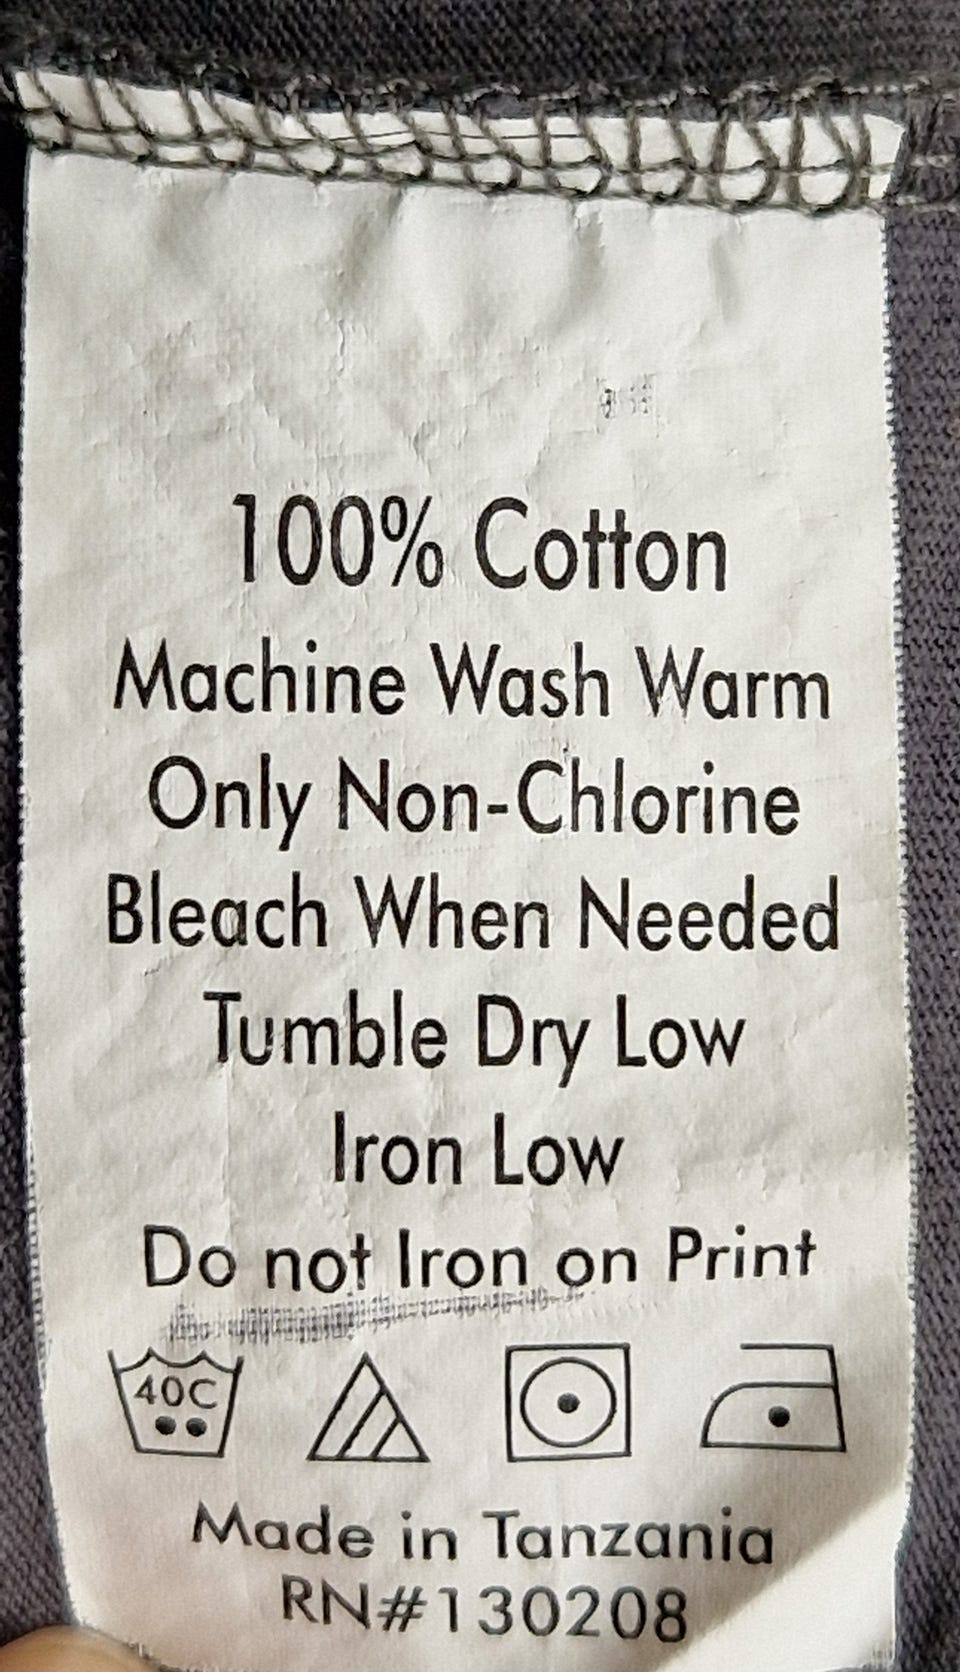 100% Cotton
Machine Wash Warm
Only Non-Chlorine
Bleach When Needed
Tumble Dry Low
Iron Low
Do not Iron on Print
40C
Made in Tanzania
RN#130208